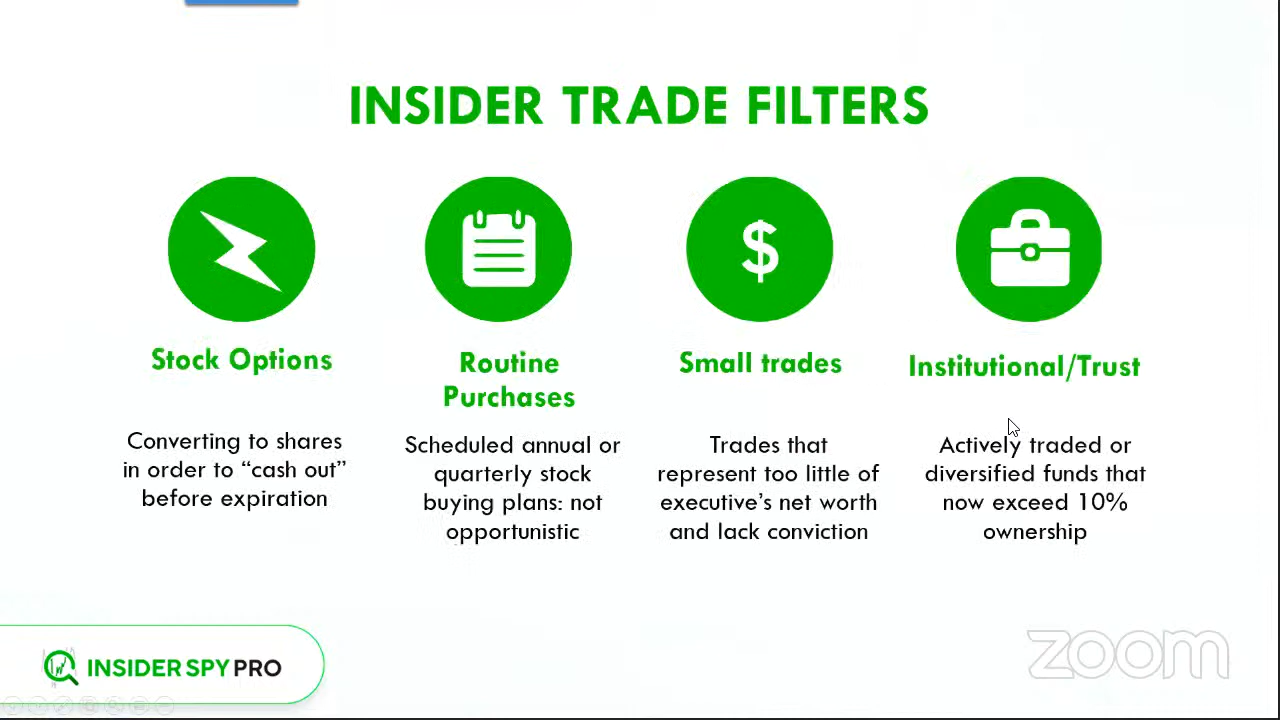 INSIDER TRADE FILTERS
$
Stock Options
Converting to shares
in order to “cash out”
before expiration
Routine
Purchases
Scheduled annual or
quarterly stock
buying plans: not
opportunistic
Small trades
Trades that
represent too little of
executive’s net worth
and lack conviction
Institutional/Trust
Actively traded or
diversified funds that
now exceed 10%
ownership
INSIDER SPY PRO
zoom